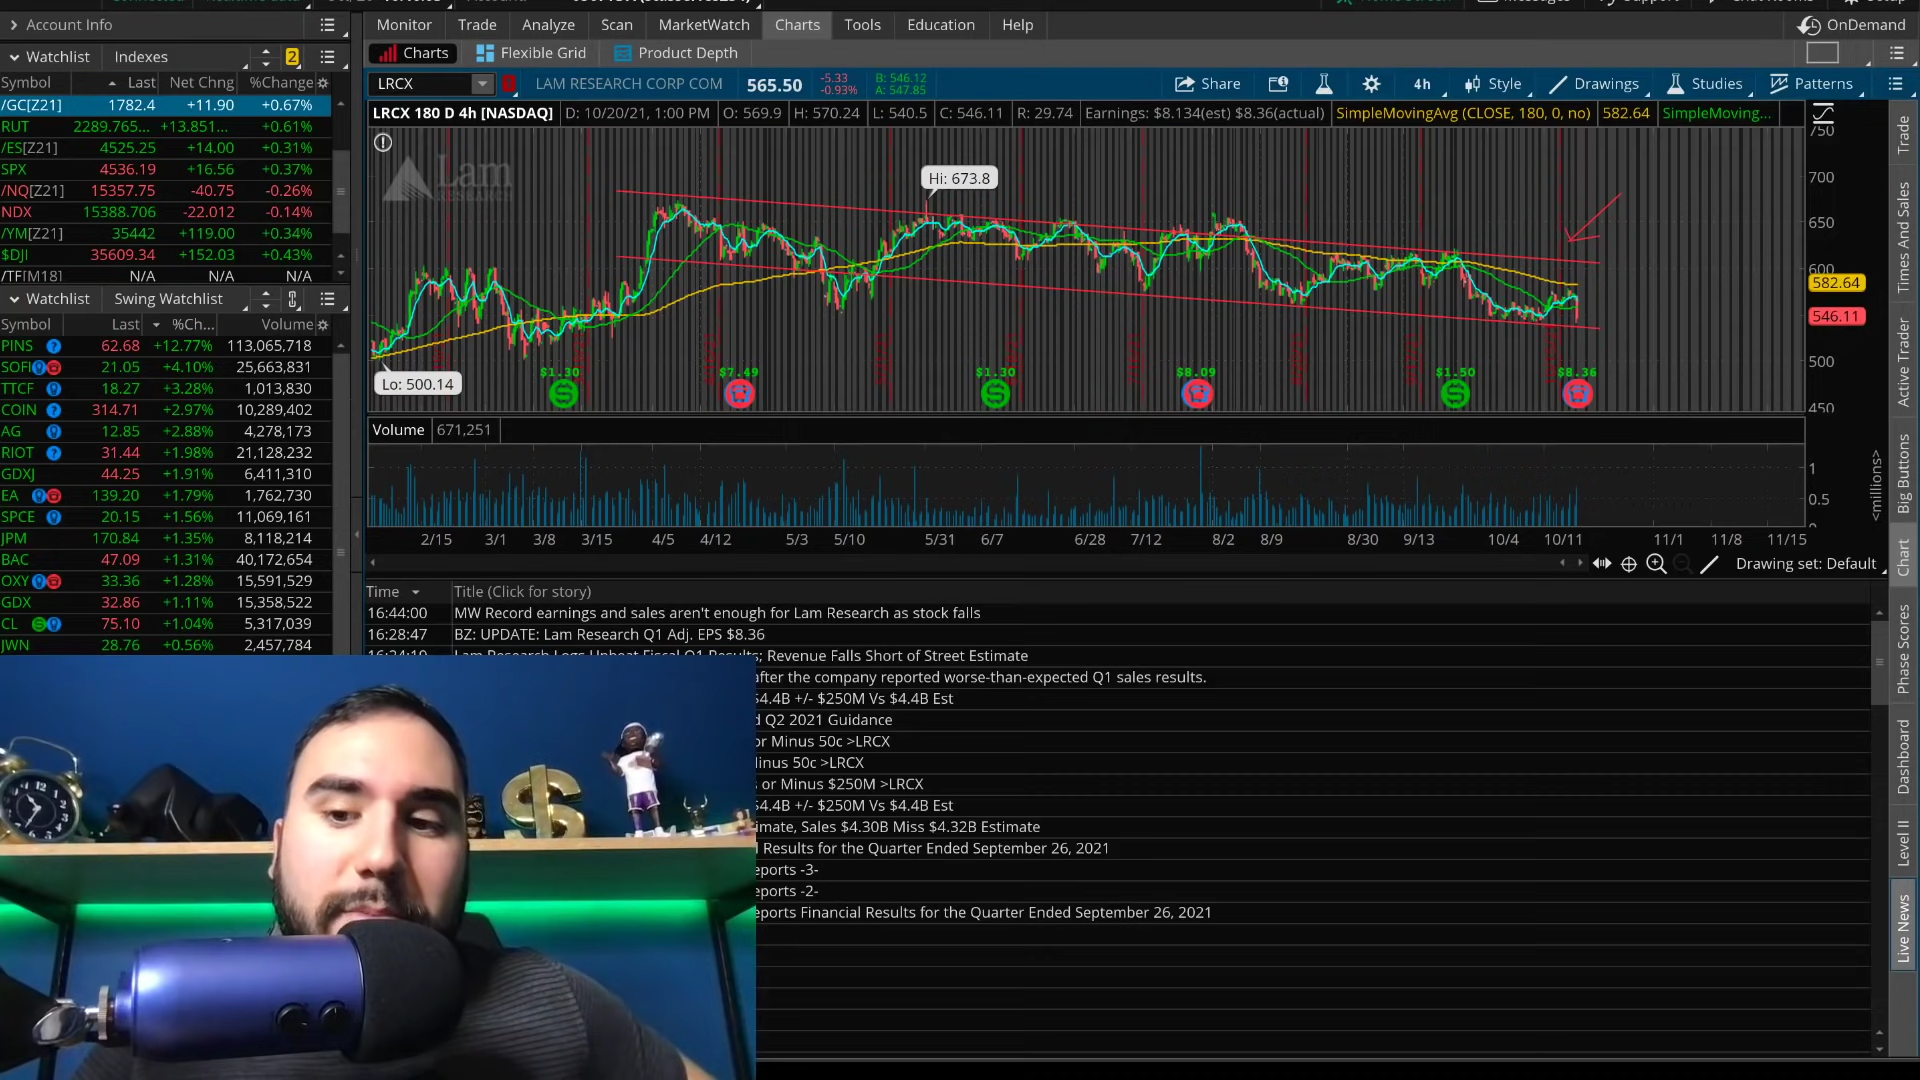 Account Info
Monitor Trade Analyze Scan MarketWatch Charts Tools Education Help
OnDemand
Watchlist Indexes 2
Charts Flexible Grid Product Depth
Symbol Last Net Chng %Change
/GC[Z21] 1782.4 +11.90 +0.67%
RUT 2289.765... +13.851... +0.61%
/ES[Z21] 4525.25 +14.00 +0.31%
SPX 4536.19 +16.56 +0.37%
/NQ[Z21] 15357.75 -40.75 -0.26%
NDX 15388.706 -22.012 -0.14%
/YM[Z21] 35442 +119.00 +0.34%
$DJI 35609.34 +152.03 +0.43%
/TF[M18] N/A N/A N/A
Watchlist Swing Watchlist
Symbol Last %Ch... Volume
PINS 62.68 +12.77% 113,065,718
SOFI 21.05 +4.10% 25,663,831
TTCF 18.27 +3.28% 1,013,830
COIN 314.71 +2.97% 10,289,402
AG 12.85 +2.88% 4,278,173
RIOT 31.44 +1.98% 21,128,232
GDXJ 44.25 +1.91% 6,411,310
EA 139.20 +1.79% 1,762,730
SPCE 20.15 +1.56% 11,069,161
JPM 170.84 +1.35% 8,118,214
BAC 47.09 +1.31% 40,172,654
OXY 33.36 +1.28% 15,591,529
GDX 32.86 +1.11% 15,358,522
CL 75.10 +1.04% 5,317,039
JWN 28.76 +0.56% 2,457,784
LRCX LAM RESEARCH CORP COM 565.50 -5.33 -0.93% B: 546.12 A: 547.85 Share 4h Style Drawings Studies Patterns
LRCX 180 D 4h [NASDAQ] D: 10/20/21, 1:00 PM O: 569.9 H: 570.24 L: 540.5 C: 546.11 R: 29.74 Earnings: $8.134(est) $8.36(actual) SimpleMovingAvg (CLOSE, 180, 0, no) 582.64 SimpleMoving...
Lam
RESEARCH
Hi: 673.8
Lo: 500.14
750
700
650
600
582.64
546.11
500
450
$1.30 $7.49 $1.30 $8.09 $1.50 $8.36
Volume 671,251
1
0.5
0
<millions>
2/15 3/1 3/8 3/15 4/5 4/12 5/3 5/10 5/31 6/7 6/28 7/12 8/2 8/9 8/30 9/13 10/4 10/11 11/1 11/8 11/15
Drawing set: Default
Time Title (Click for story)
16:44:00 MW Record earnings and sales aren't enough for Lam Research as stock falls
16:28:47 BZ: UPDATE: Lam Research Q1 Adj. EPS $8.36
Lam Research Logs Upbeat Fiscal Q1 Results; Revenue Falls Short of Street Estimate
after the company reported worse-than-expected Q1 sales results.
$4.4B +/- $250M Vs $4.4B Est
d Q2 2021 Guidance
or Minus 50c >LRCX
Minus 50c >LRCX
s or Minus $250M >LRCX
$4.4B +/- $250M Vs $4.4B Est
imate, Sales $4.30B Miss $4.32B Estimate
l Results for the Quarter Ended September 26, 2021
eports -3-
eports -2-
eports Financial Results for the Quarter Ended September 26, 2021
Trade
Times And Sales
Active Trader
Big Buttons
Chart
Phase Scores
Dashboard
Level II
Live News